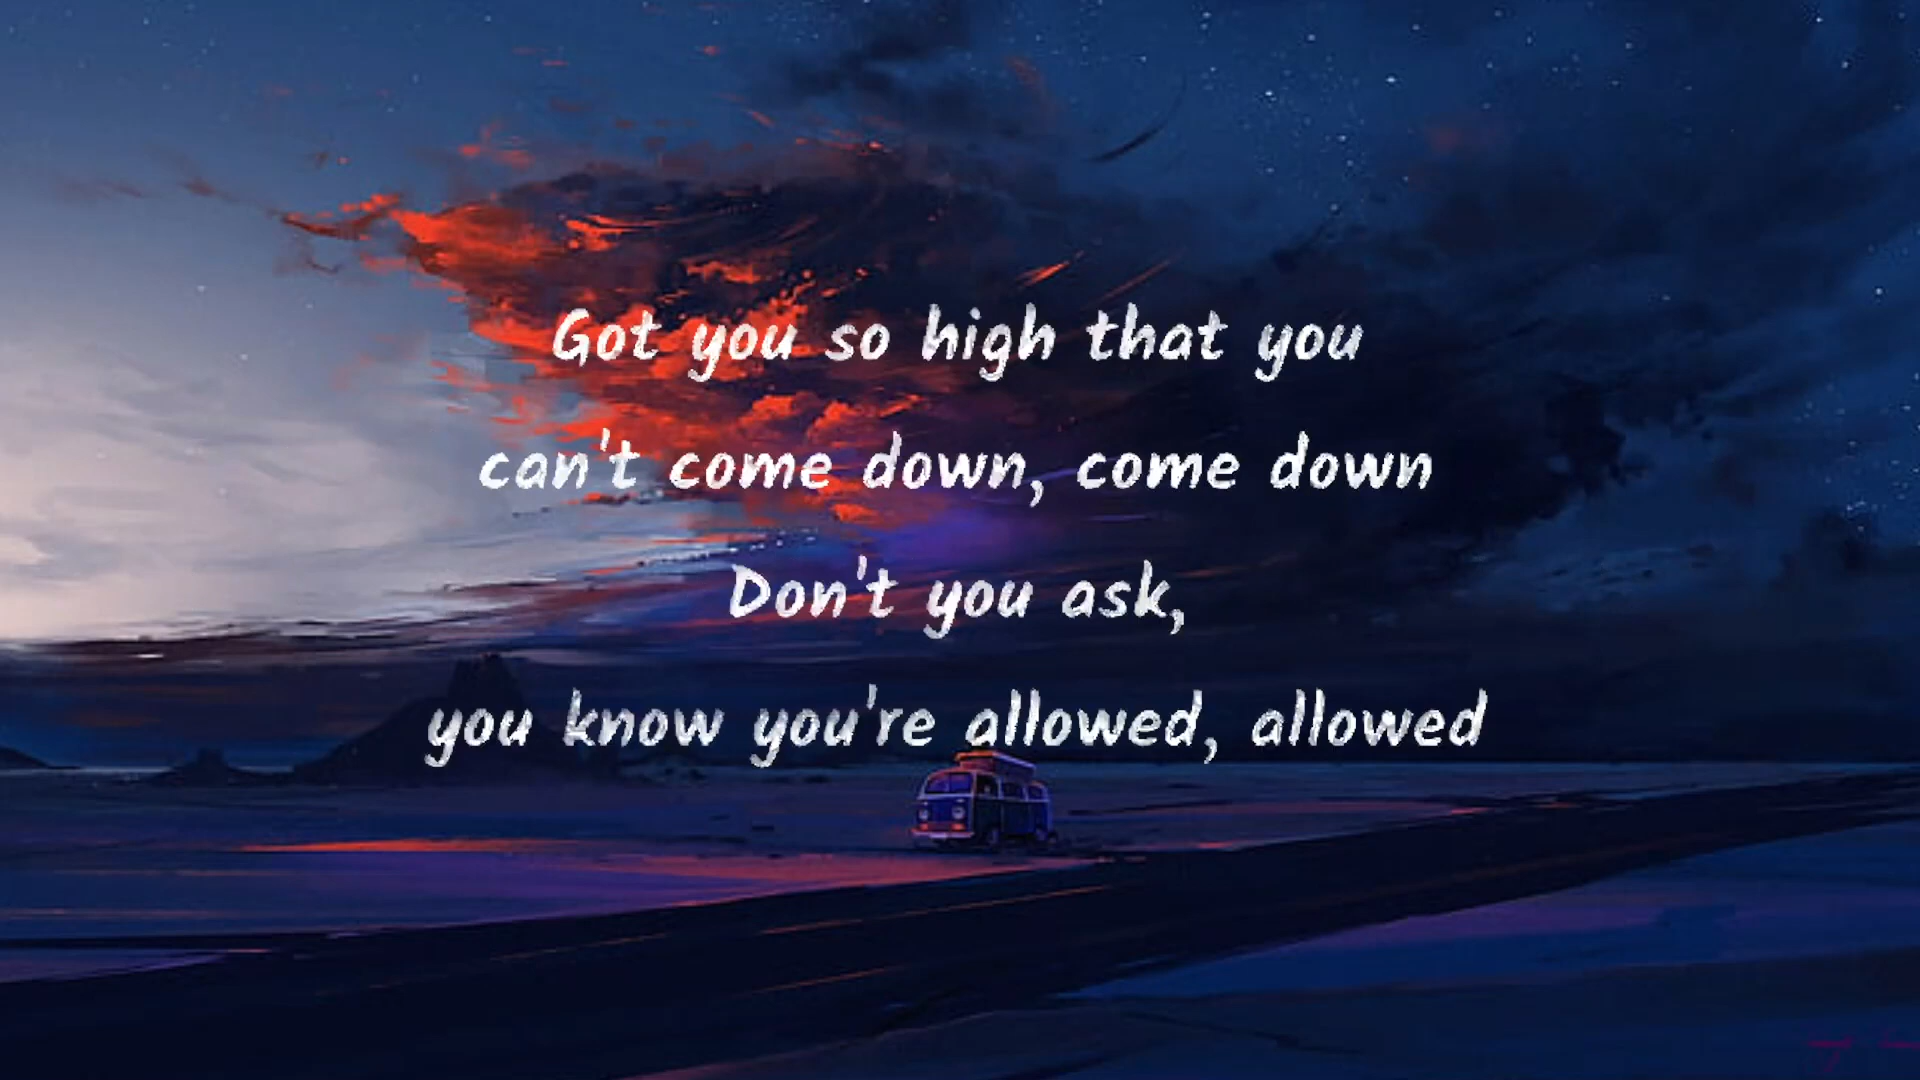 Got you so high that you
can't come down, come down
Don't you ask,
you know you're allowed, allowed